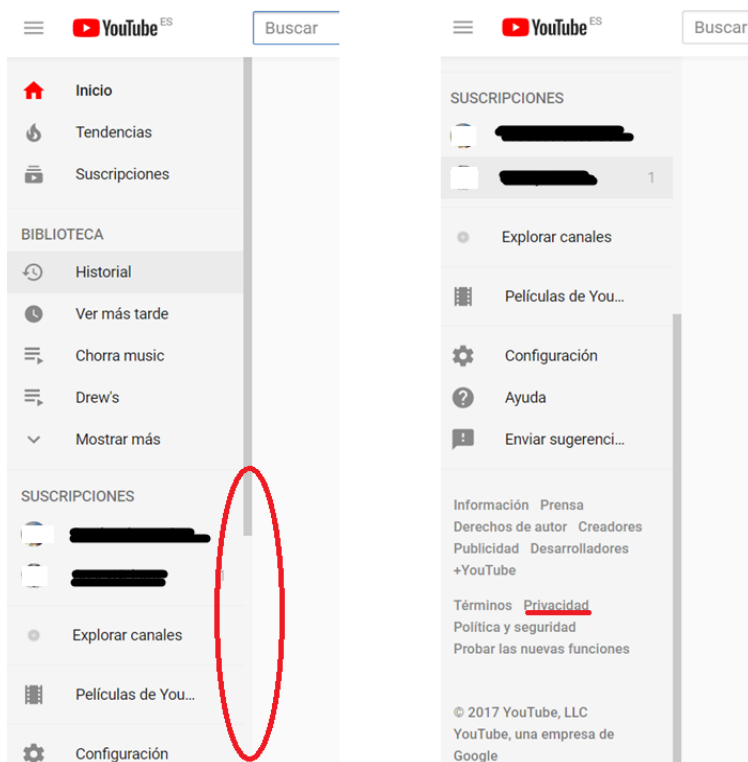 YouTube ES
Buscar
Inicio
Tendencias
Suscripciones
BIBLIOTECA
Historial
Ver más tarde
Chorra music
Drew's
Mostrar más
SUSCRIPCIONES
Explorar canales
Películas de You...
Configuración
YouTube ES
Buscar
SUSCRIPCIONES
1
Explorar canales
Películas de You...
Configuración
Ayuda
Enviar sugerenci...
Información Prensa
Derechos de autor Creadores
Publicidad Desarrolladores
+YouTube
Términos Privacidad
Política y seguridad
Probar las nuevas funciones
© 2017 YouTube, LLC
YouTube, una empresa de
Google